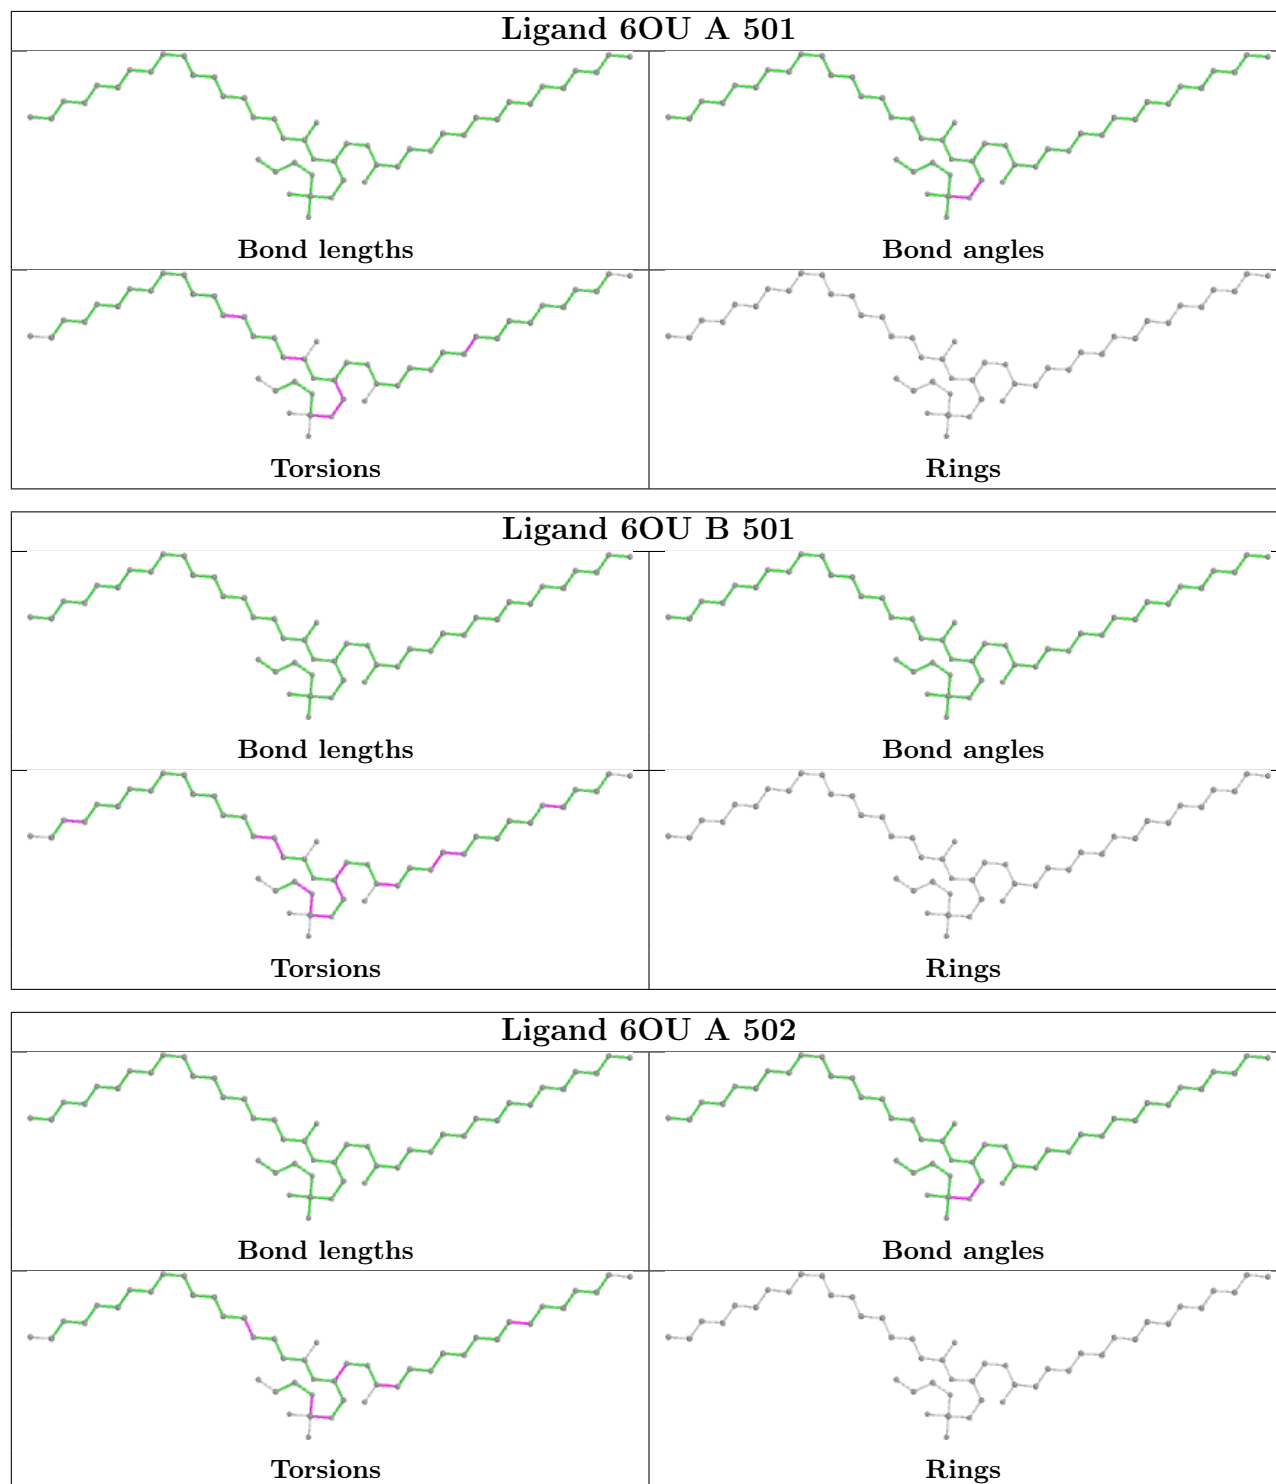 Ligand 6OU A 501
Bond lengths
Bond angles
Torsions
Rings
Ligand 6OU B 501
Bond lengths
Bond angles
Torsions
Rings
Ligand 6OU A 502
Bond lengths
Bond angles
Torsions
Rings